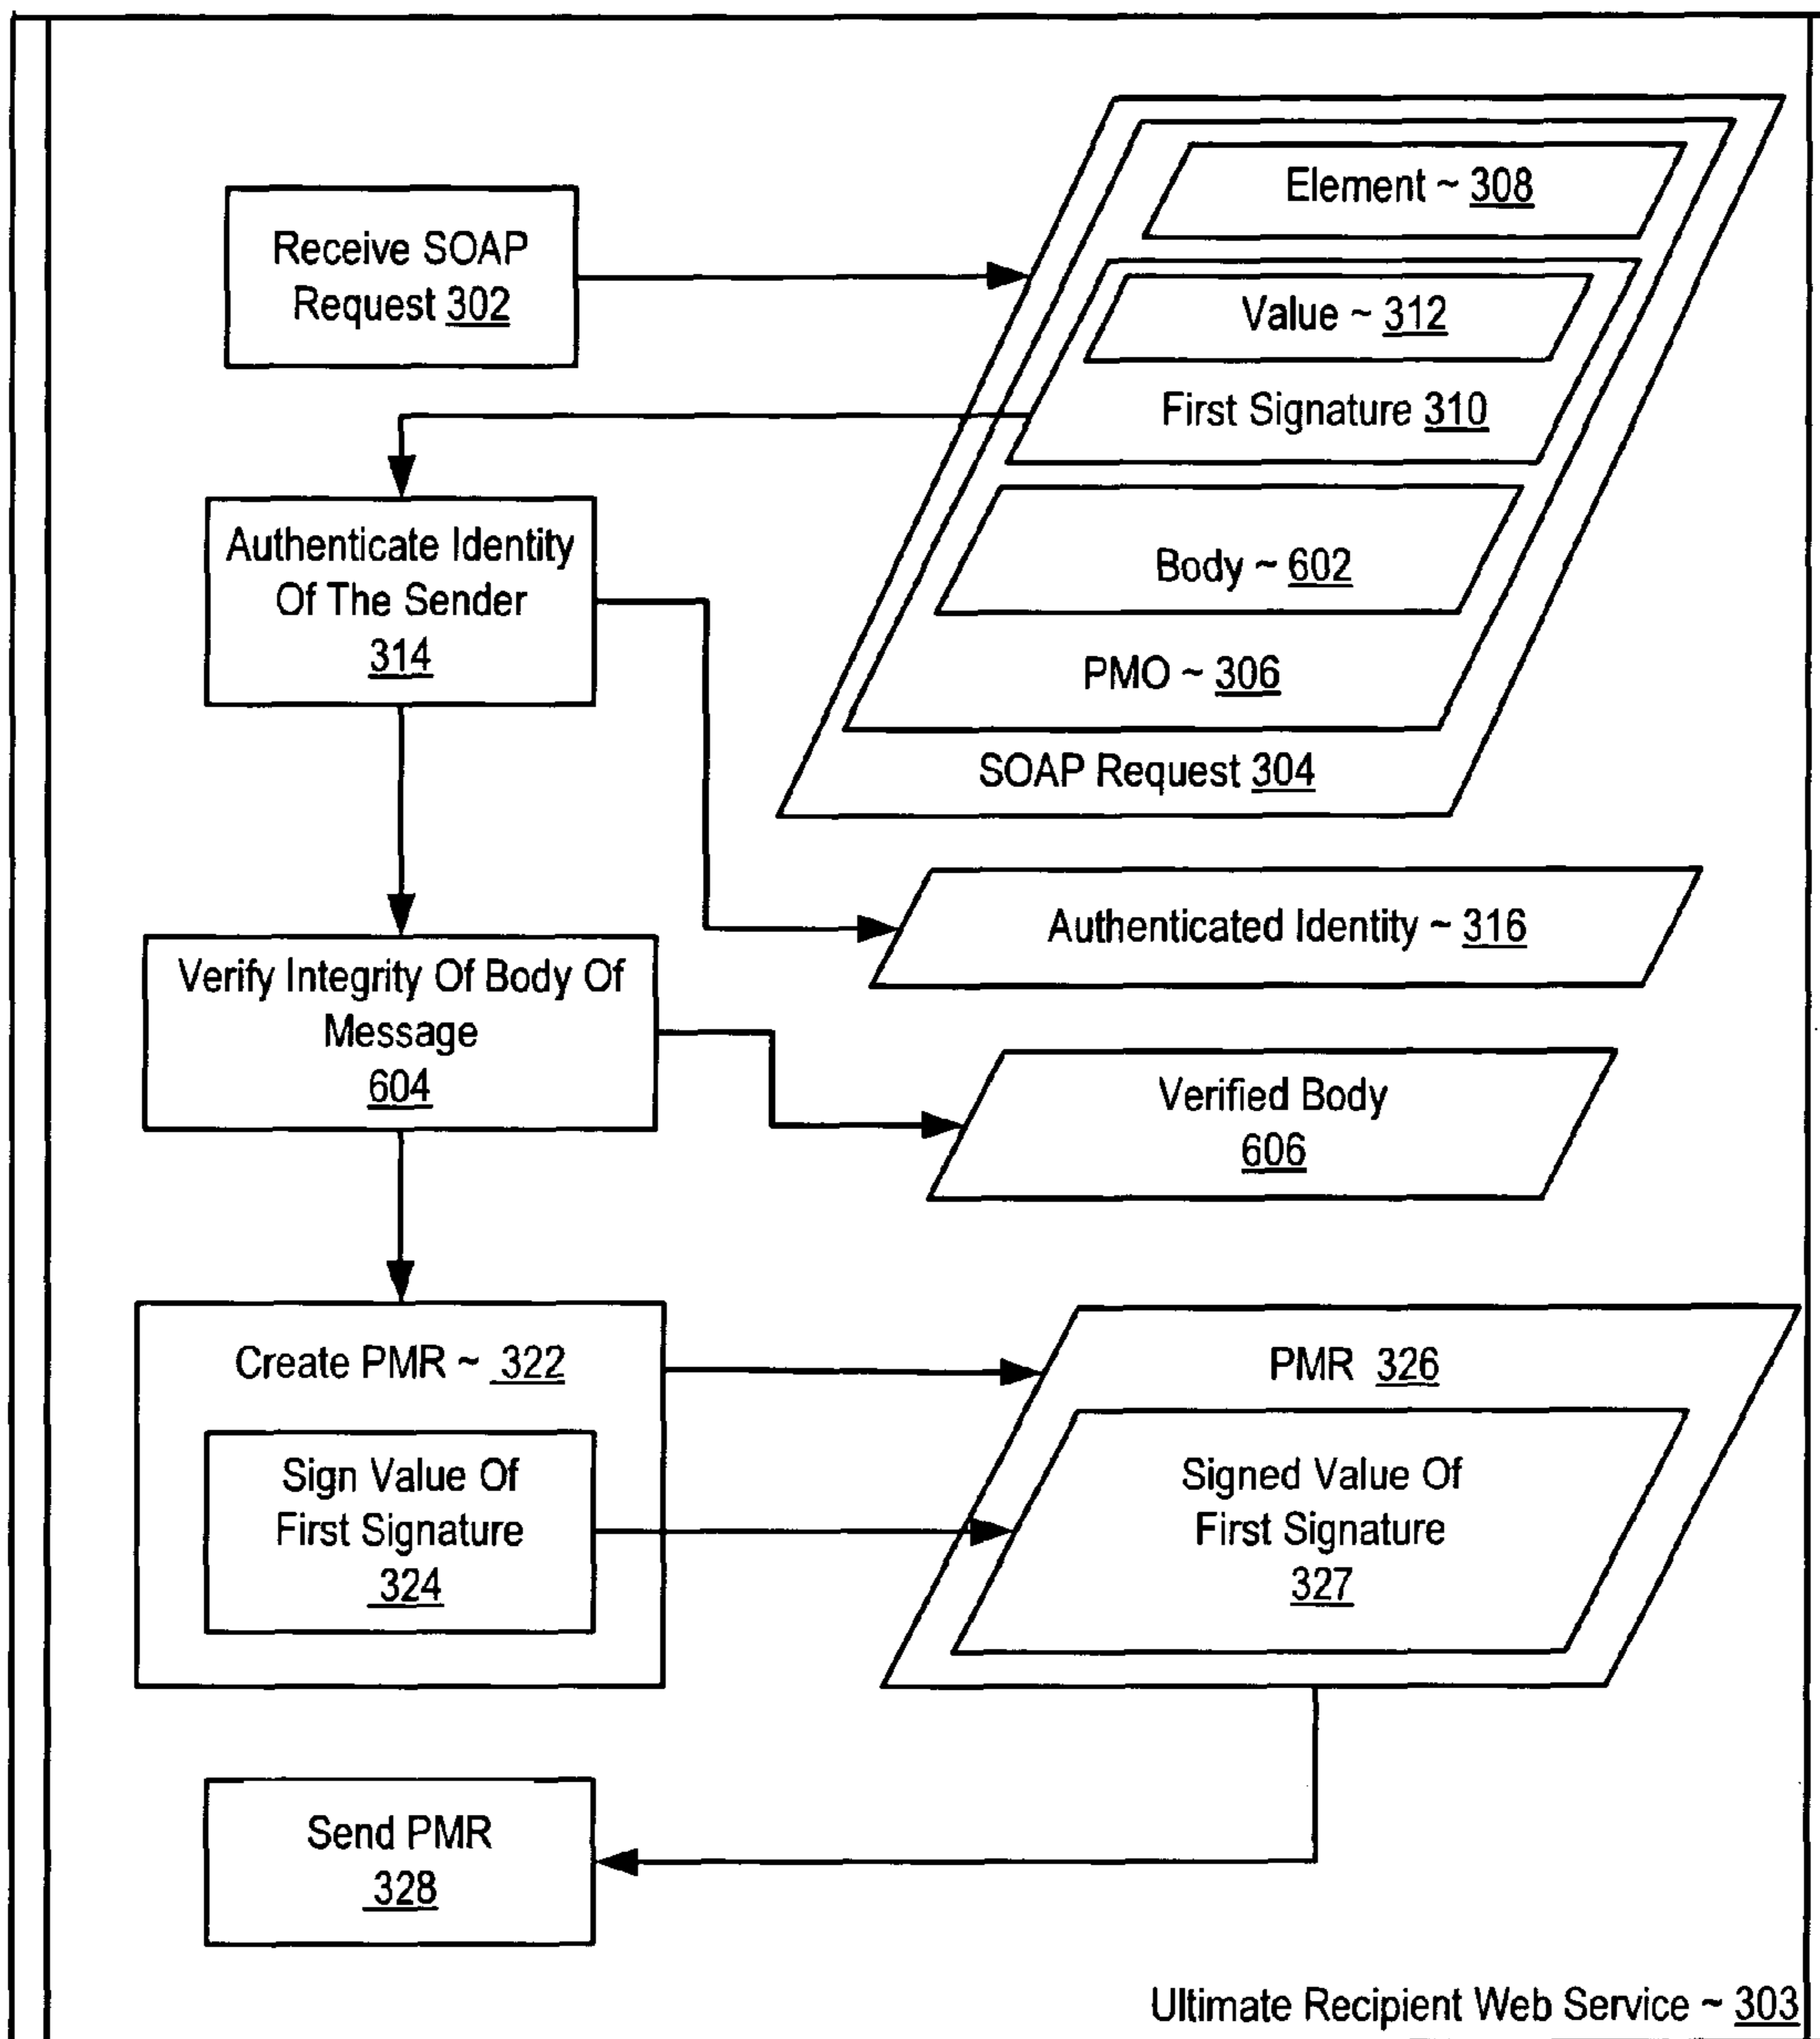 Element ~ 308
Receive SOAP
Request 302
Value ~ 312
First Signature 310
Authenticate Identity
Of The Sender
314
Body ~ 602
PMO ~ 306
SOAP Request 304
Authenticated Identity ~ 316
Verify Integrity Of Body Of
Message
604
Verified Body
606
Create PMR ~ 322
PMR 326
Sign Value Of
First Signature
324
Signed Value Of
First Signature
327
Send PMR
328
Ultimate Recipient Web Service ~ 303